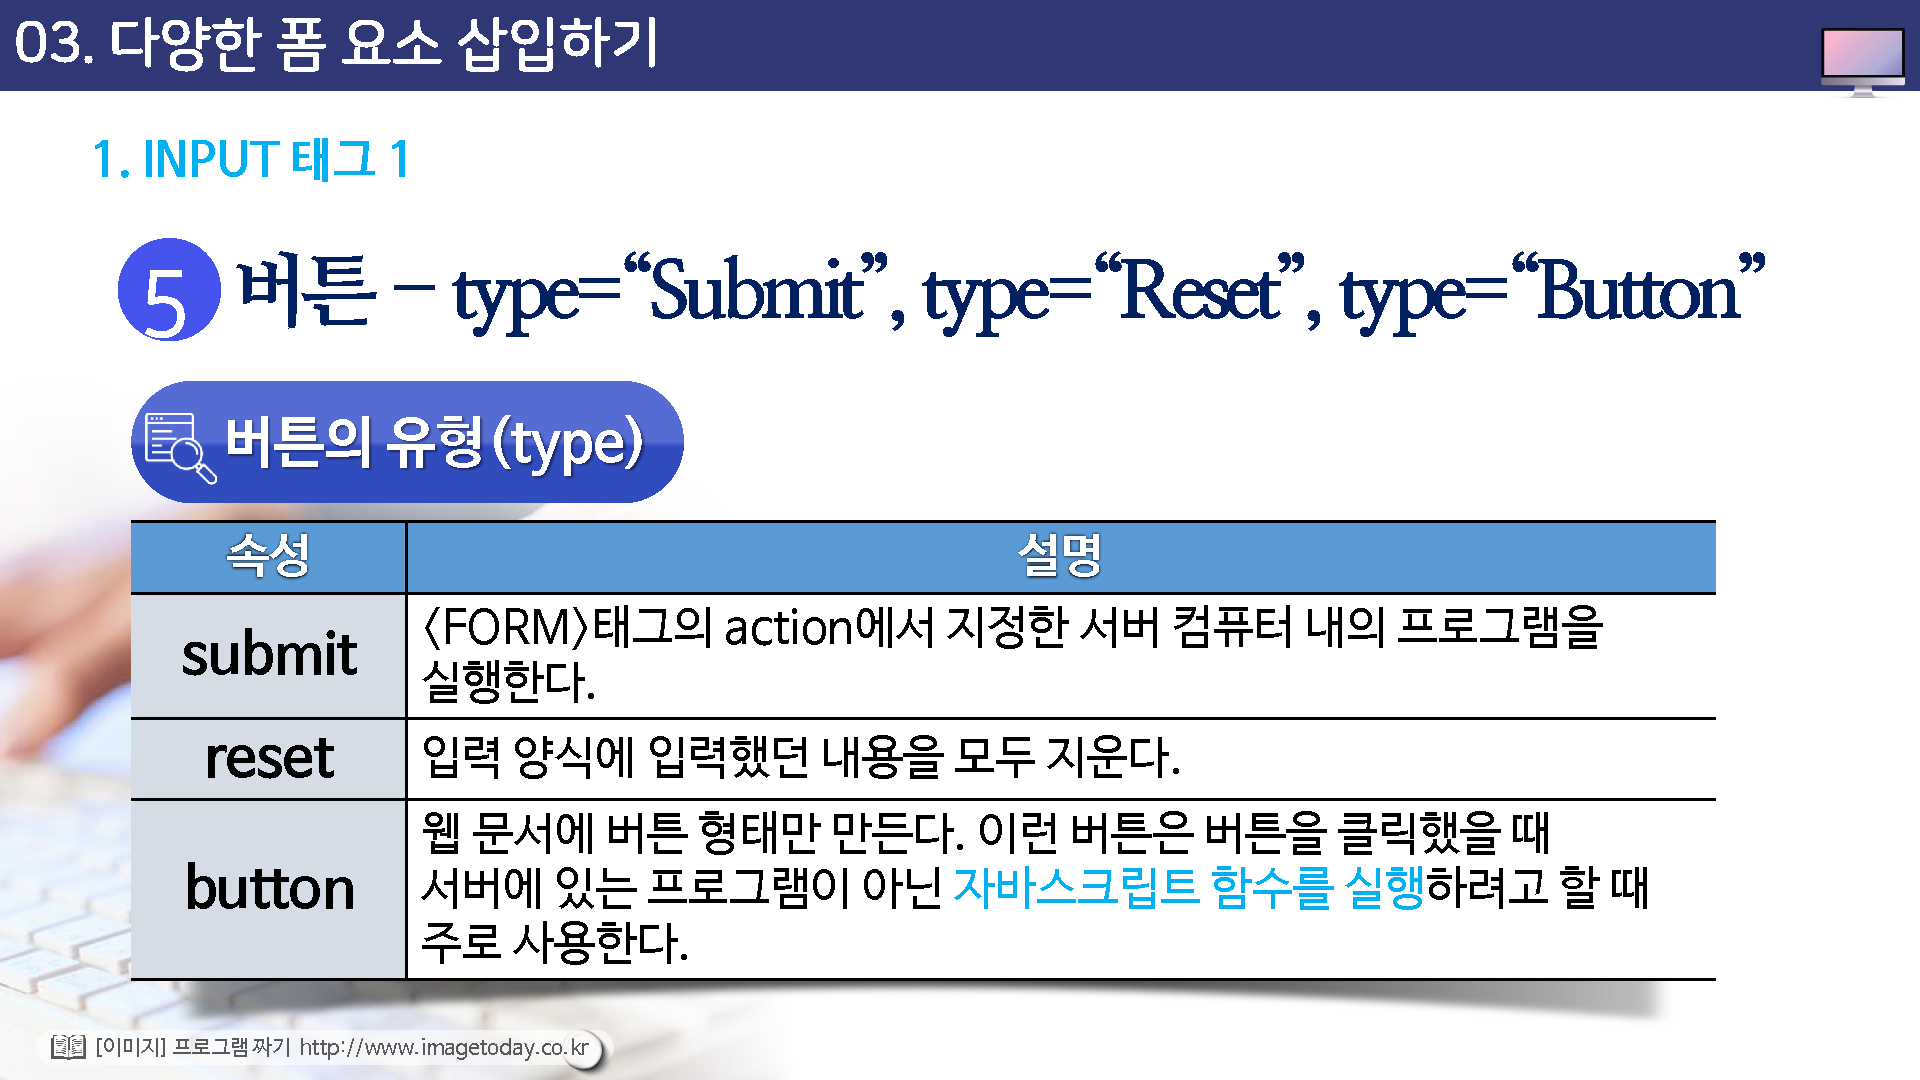 03. 다양한 폼 요소 삽입하기
1. INPUT 태그 1
5 버튼 – type=“Submit”, type=“Reset”, type=“Button”
버튼의 유형(type)
속성 설명
submit <FORM>태그의 action에서 지정한 서버 컴퓨터 내의 프로그램을
실행한다.
reset 입력 양식에 입력했던 내용을 모두 지운다.
웹 문서에 버튼 형태만 만든다. 이런 버튼은 버튼을 클릭했을 때
button 서버에 있는 프로그램이 아닌 자바스크립트 함수를 실행하려고 할 때
주로 사용한다.
[이미지] 프로그램 짜기 http://www.imagetoday.co.kr